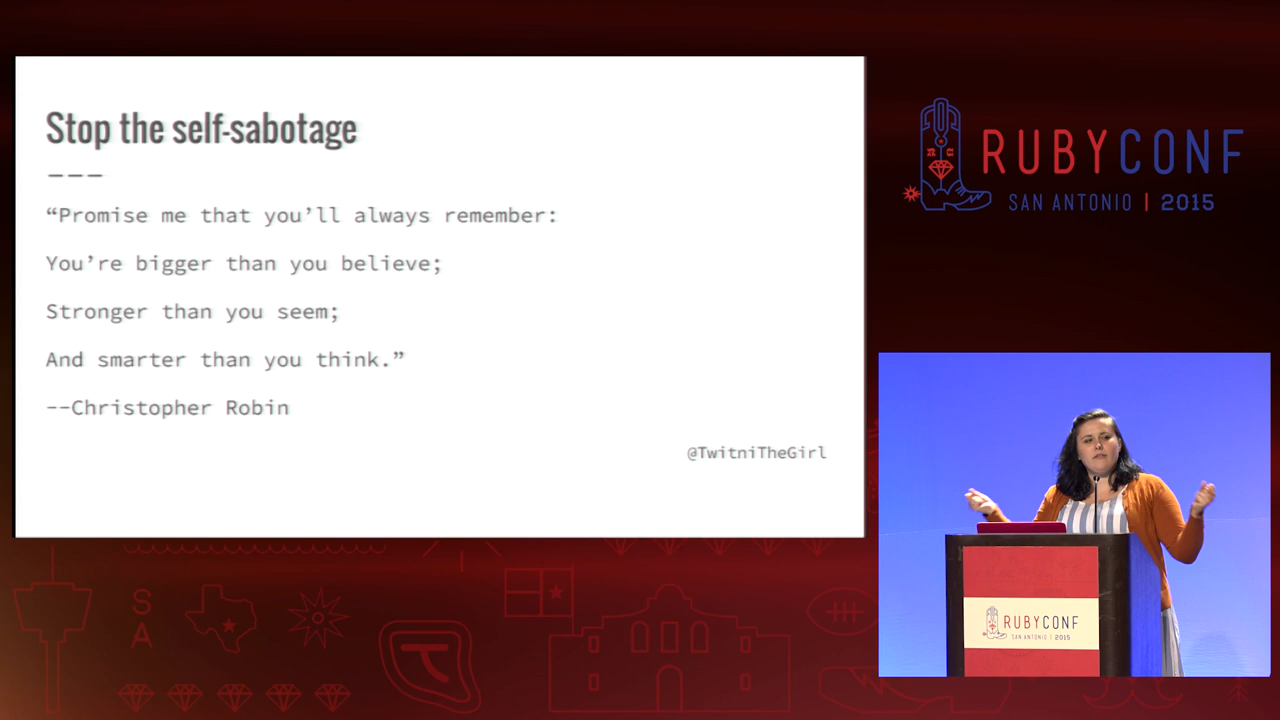 Stop the self-sabotage
“Promise me that you’ll always remember:
You’re bigger than you believe;
Stronger than you seem;
And smarter than you think.”
--Christopher Robin
@TwitniTheGirl
RUBYCONF
SAN ANTONIO | 2015
RUBYCONF
SAN ANTONIO | 2015
S
A